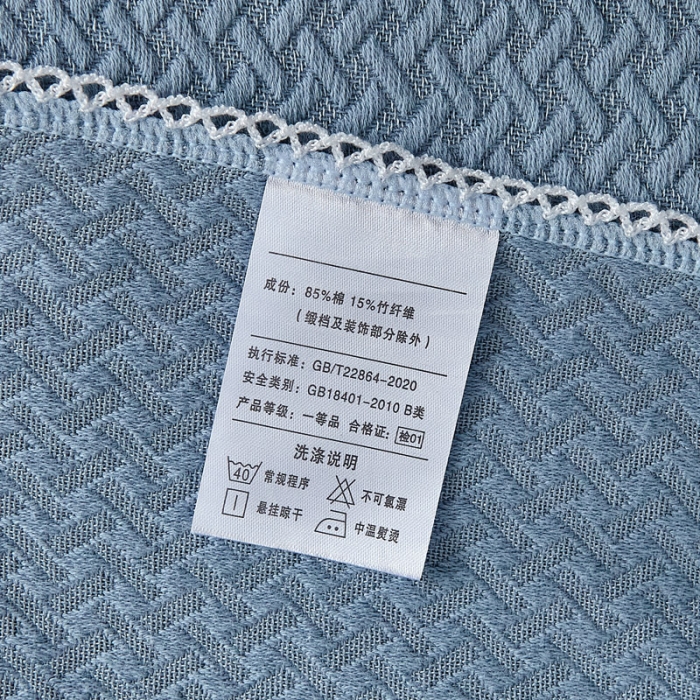 成份：85%棉 15%竹纤维
（缎档及装饰部分除外）
执行标准：GB/T22864-2020
安全类别：GB18401-2010 B类
产品等级：一等品 合格证：检01
洗涤说明
40 常规程序 不可氯漂
悬挂晾干 中温熨烫